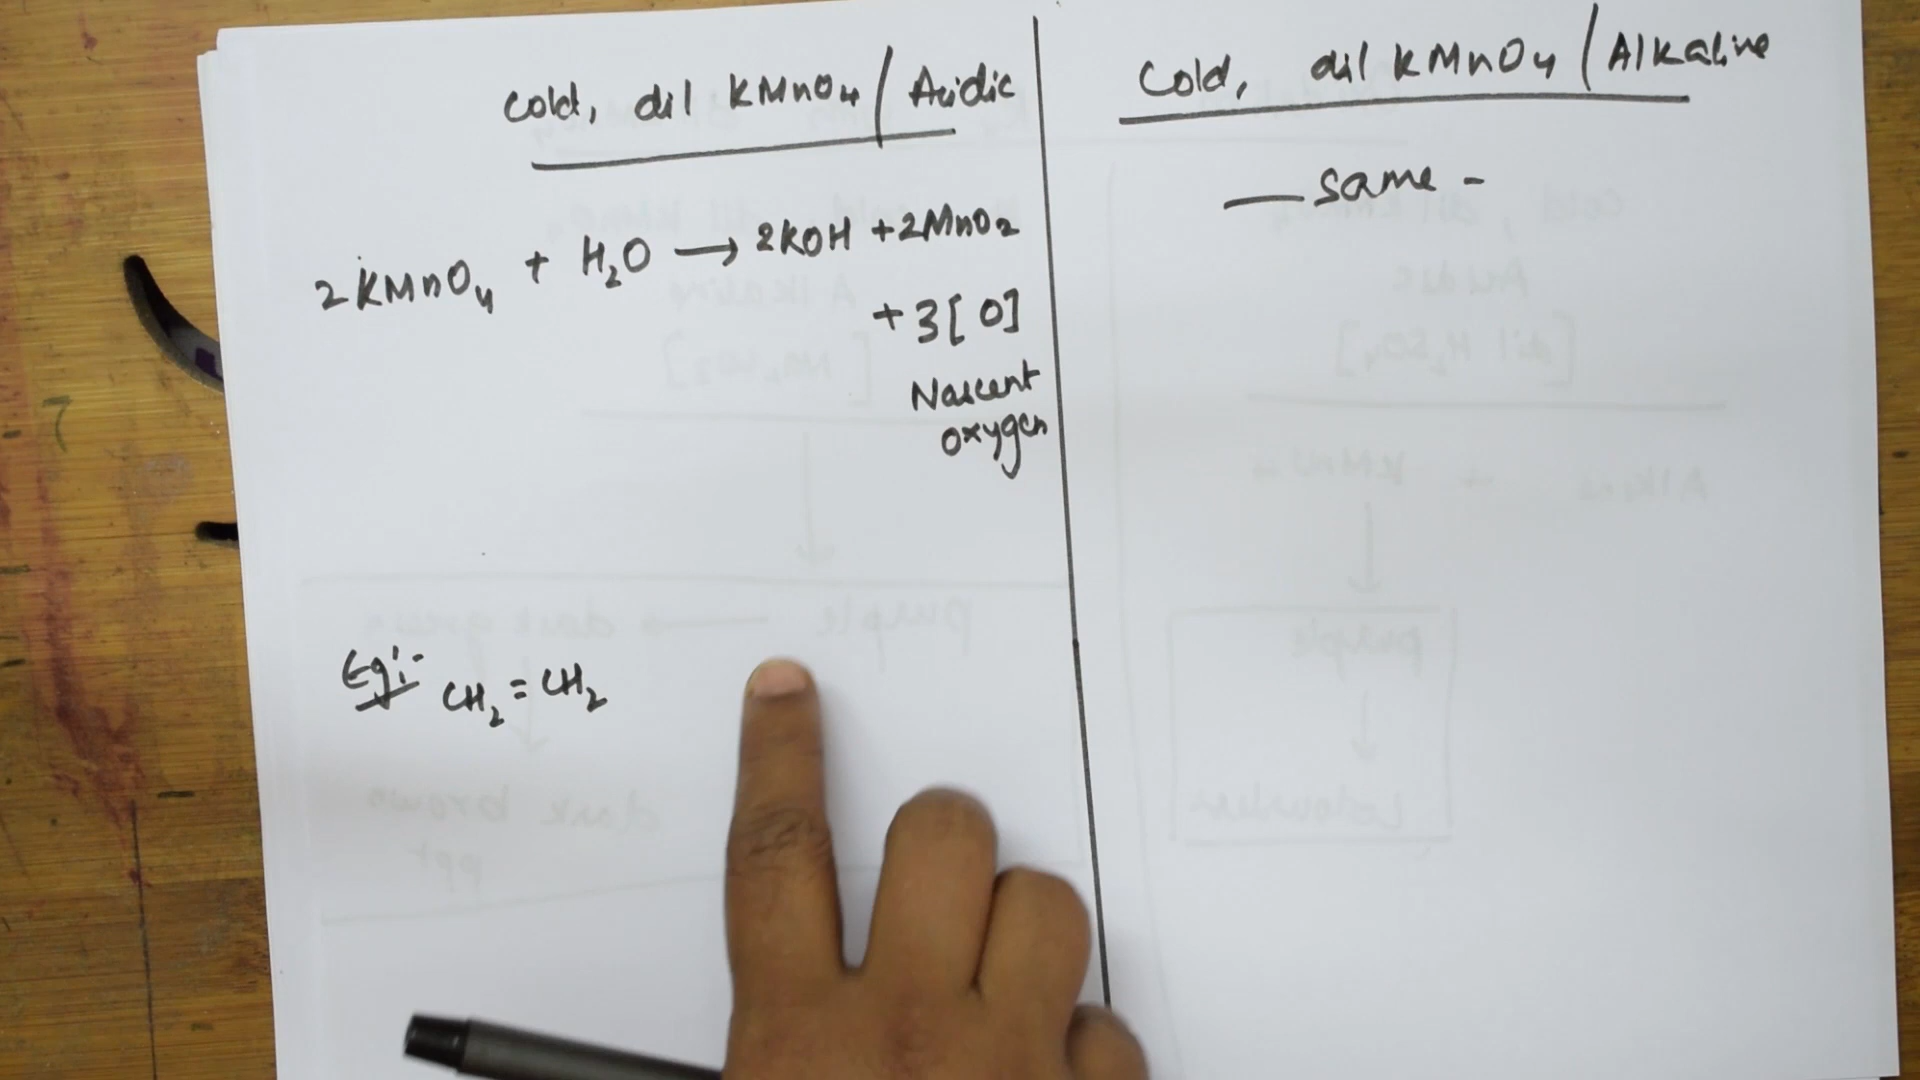 cold, dil KMnO4 / Acidic
2KMnO4 + H2O → 2KOH + 2MnO2
+ 3[O]
Nascent
oxygen
Eg:- CH2 = CH2
Cold, dil KMnO4 / Alkaline
— same -